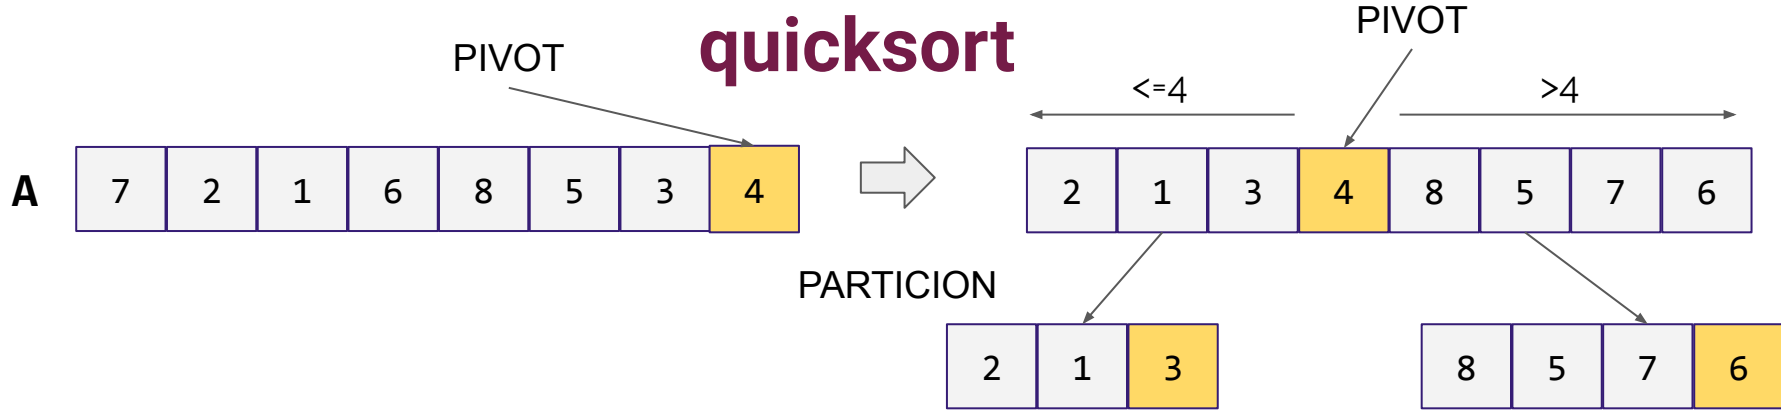 quicksort
PIVOT
PIVOT
<=4
>4
A
7 2 1 6 8 5 3 4
2 1 3 4 8 5 7 6
PARTICION
2 1 3
8 5 7 6